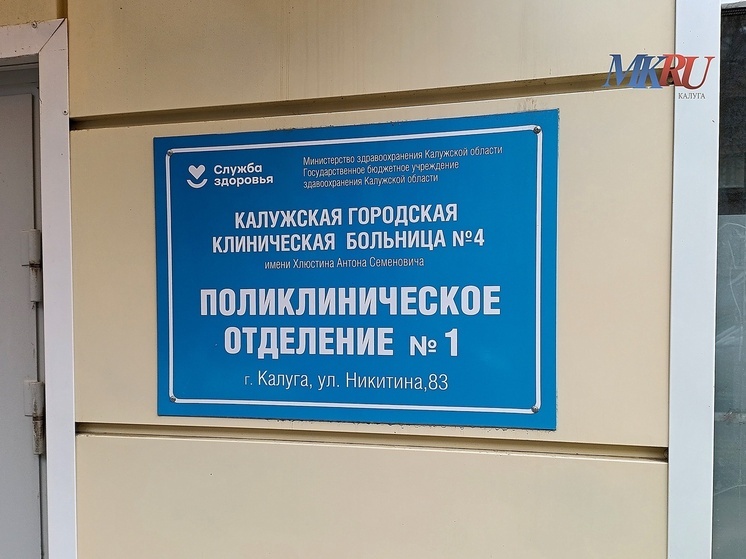 MKRU
КАЛУГА
Служба
здоровья
Министерство здравоохранения Калужской области
Государственное бюджетное учреждение
здавоохранения Калужской области
КАЛУЖСКАЯ ГОРОДСКАЯ
КЛИНИЧЕСКАЯ БОЛЬНИЦА №4
имени Хлюстина Антона Семеновича
ПОЛИКЛИНИЧЕСКОЕ
ОТДЕЛЕНИЕ №1
г. Калуга, ул. Никитина,83